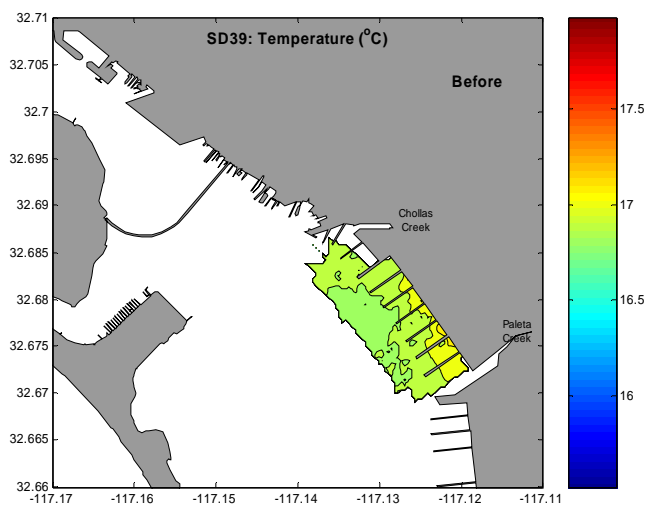 32.71
SD39: Temperature (°C)
32.705
Before
32.7
17.5
32.695
32.69
Chollas
Creek
17
32.685
32.68
16.5
32.675
Paleta
Creek
32.67
16
32.665
32.66
-117.17 -117.16 -117.15 -117.14 -117.13 -117.12 -117.11